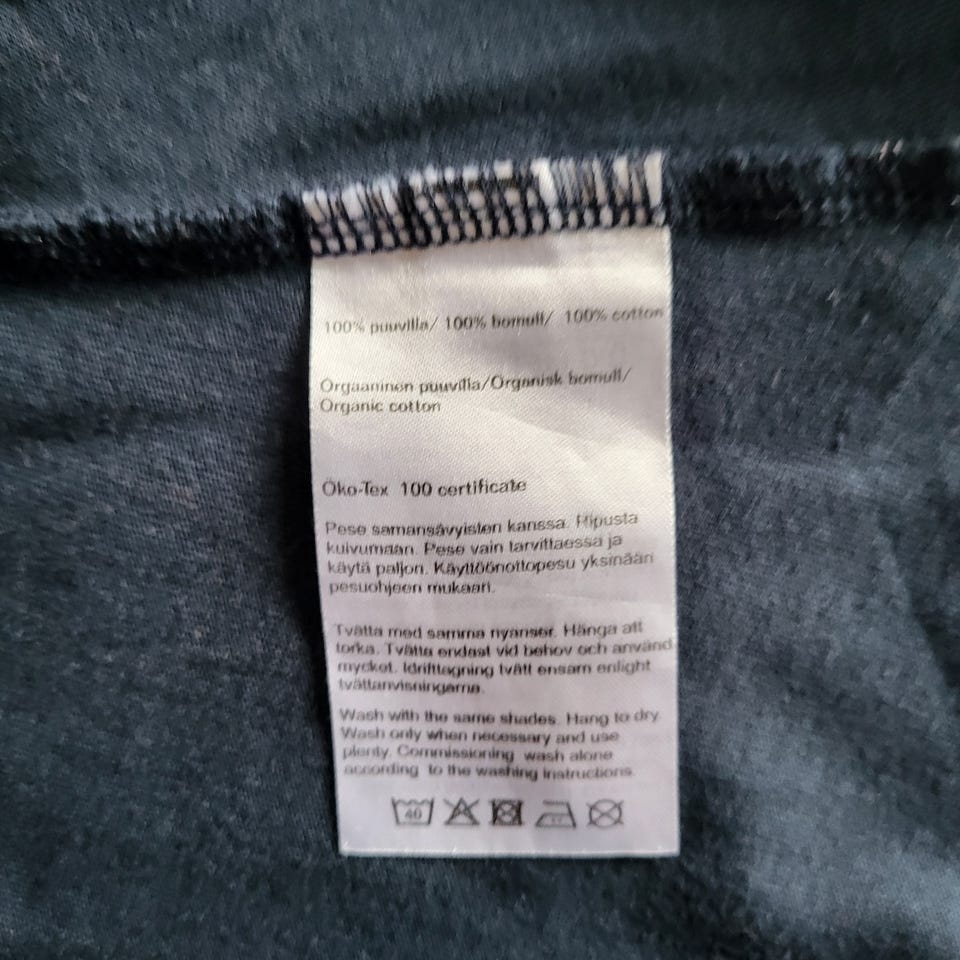 100% puuvilla/ 100% bomull/ 100% cotton
Orgaaninen puuvilla/Organisk bomull/
Organic cotton
Öko-Tex 100 certificate
Pese samansävyisten kanssa. Ripusta
kuivumaan. Pese vain tarvittaessa ja
käytä paljon. Käyttöönottopesu yksinään
pesuohjeen mukaan.
Tvätta med samma nyanser. Hänga att
torka. Tvätta endast vid behov och använd
mycket. Idrifttagning tvätt ensam enlight
tvättanvisningarna.
Wash with the same shades. Hang to dry.
Wash only when necessary and use
plenty. Commissioning wash alone
according to the washing instructions.
40